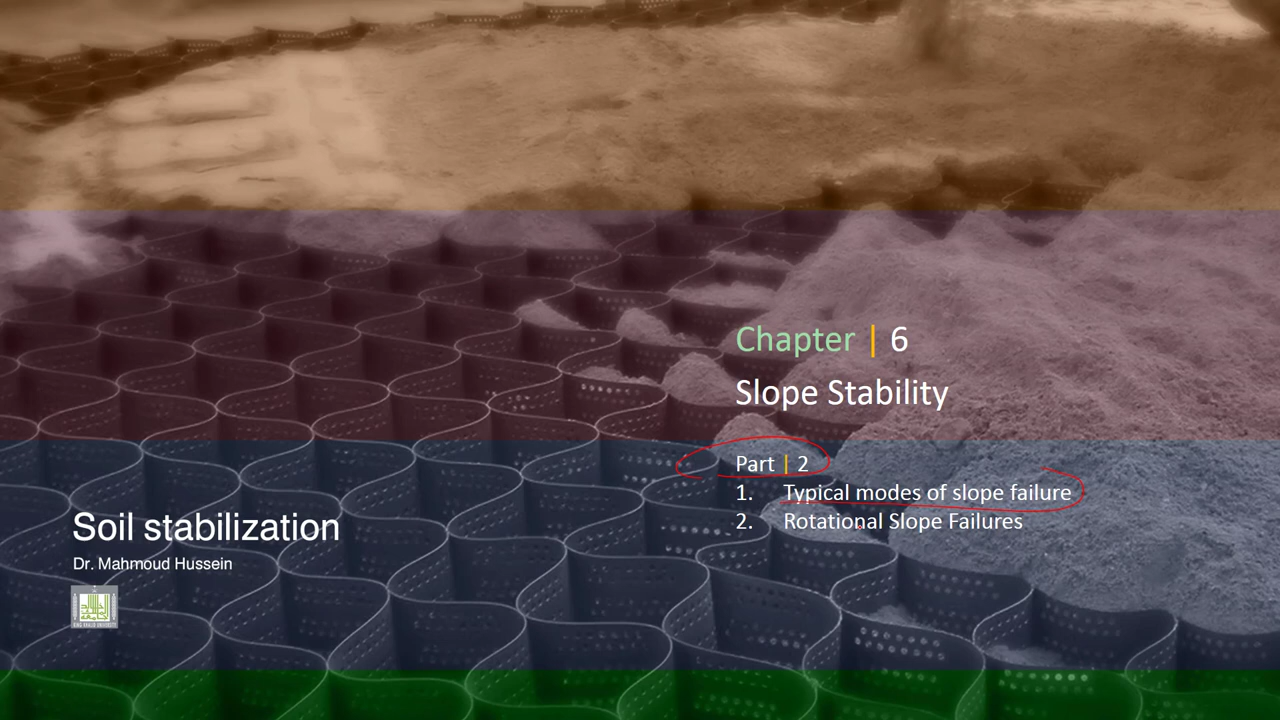 Chapter | 6
Slope Stability
Part | 2
1. Typical modes of slope failure
2. Rotational Slope Failures
Soil stabilization
Dr. Mahmoud Hussein